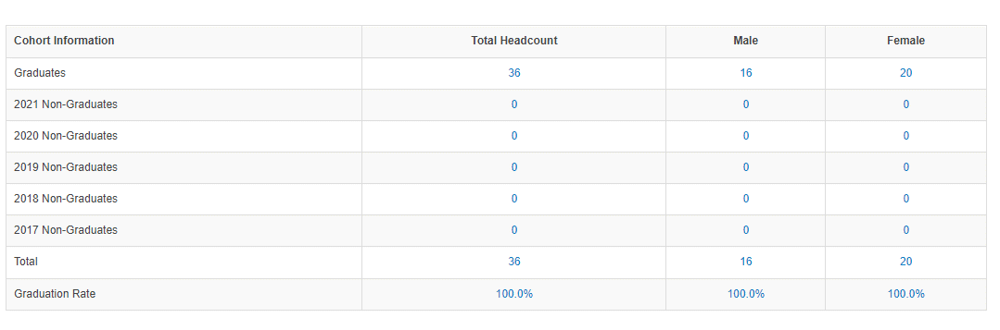 Cohort Information Total Headcount Male Female
Graduates 36 16 20
2021 Non-Graduates 0 0 0
2020 Non-Graduates 0 0 0
2019 Non-Graduates 0 0 0
2018 Non-Graduates 0 0 0
2017 Non-Graduates 0 0 0
Total 36 16 20
Graduation Rate 100.0% 100.0% 100.0%